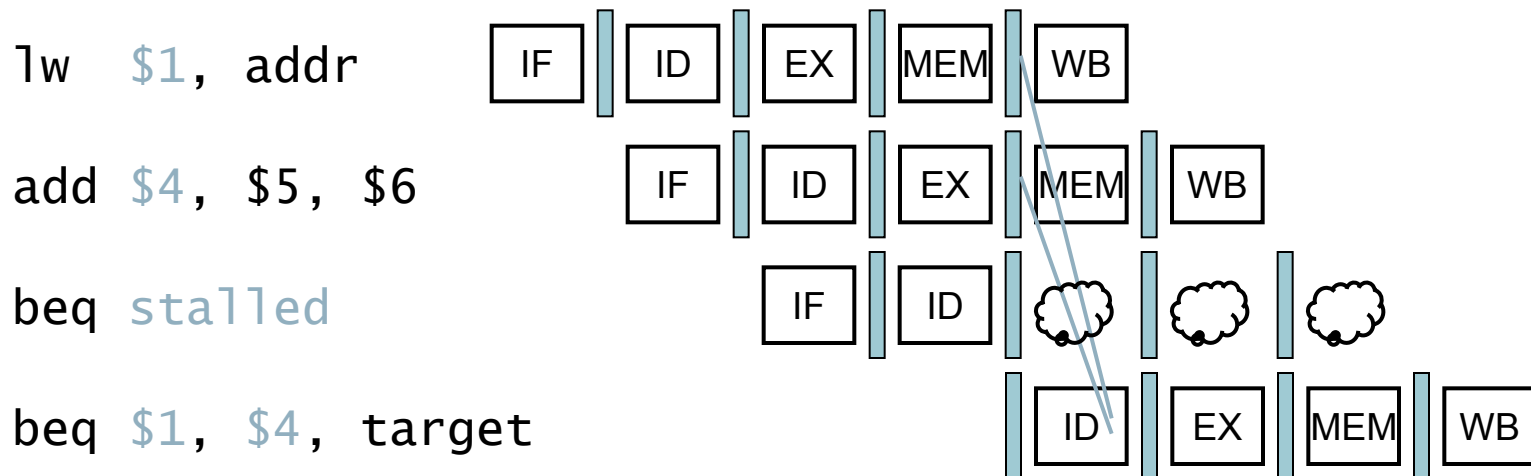 lw $1, addr IF ID EX MEM WB
add $4, $5, $6 IF ID EX MEM WB
beq stalled IF ID
beq $1, $4, target ID EX MEM WB